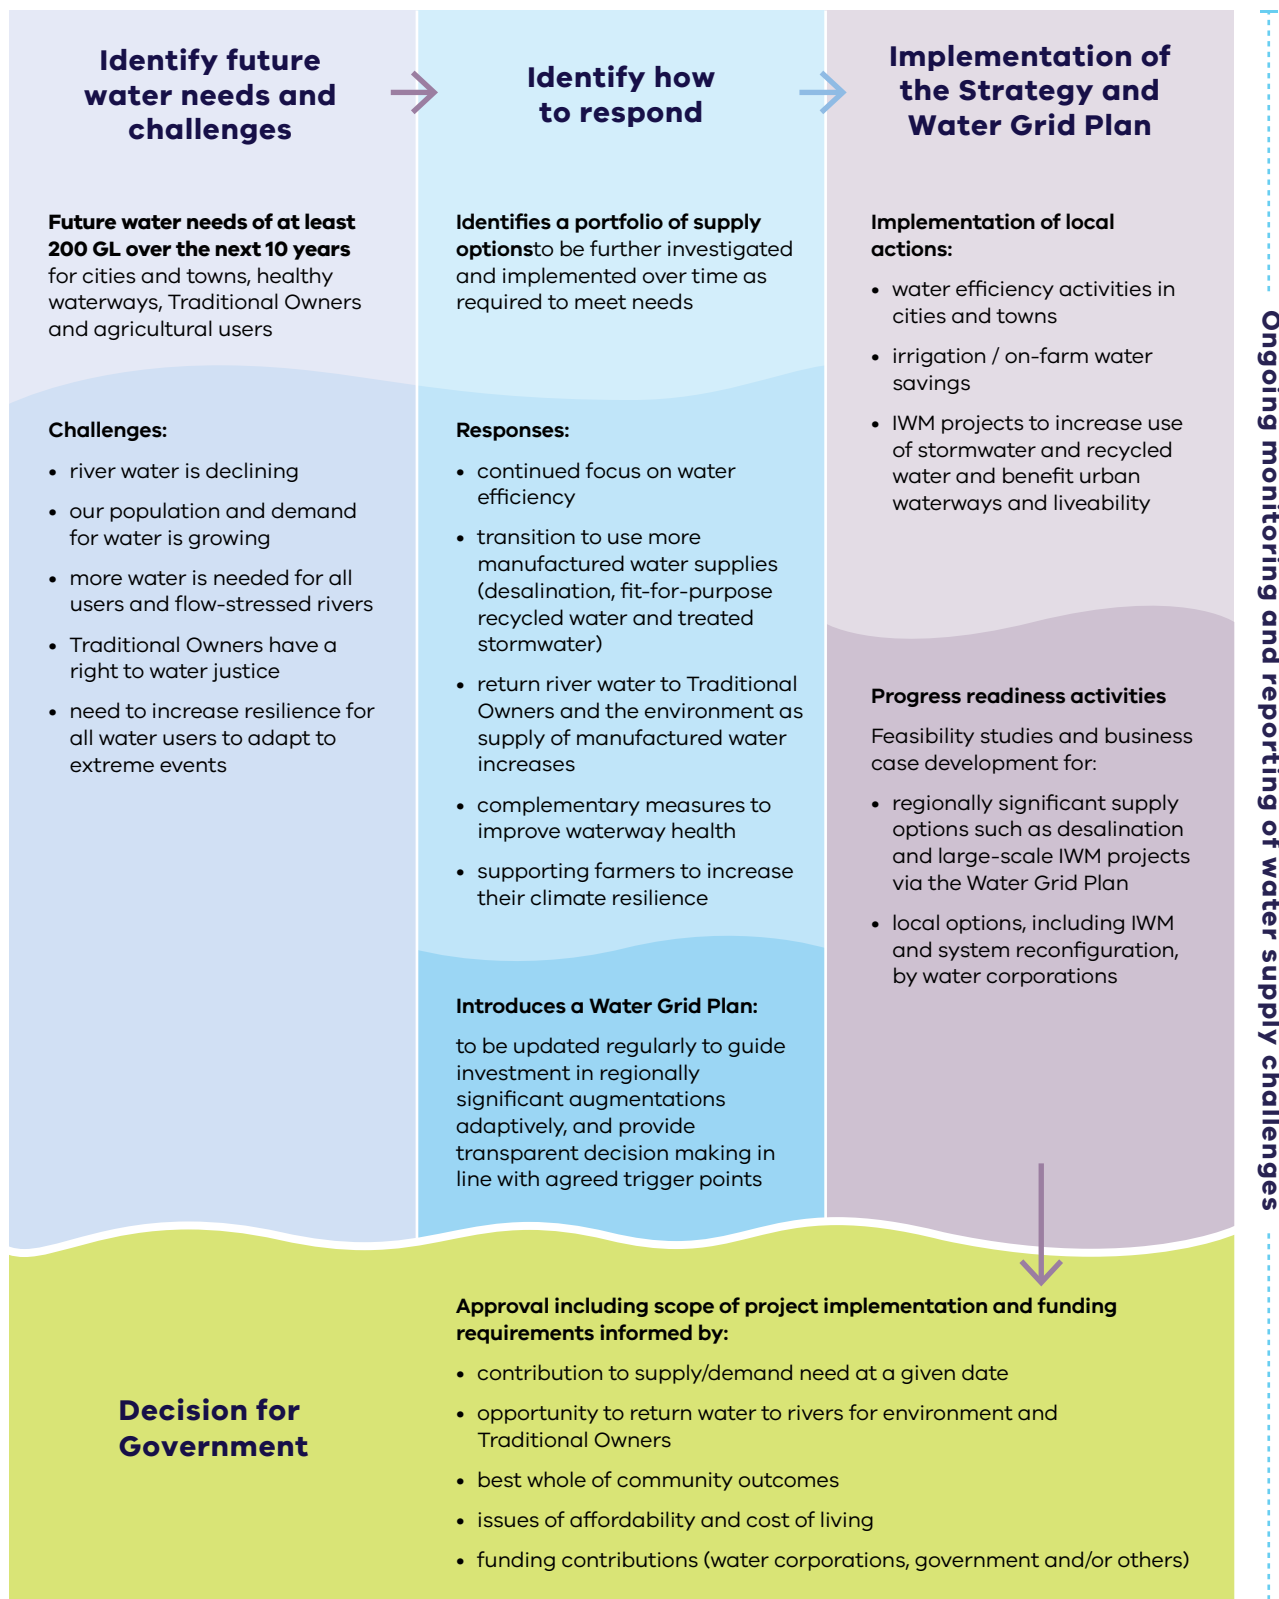 Identify future
water needs and
challenges
Future water needs of at least
200 GL over the next 10 years
for cities and towns, healthy
waterways, Traditional Owners
and agricultural users
Challenges:
• river water is declining
• our population and demand
for water is growing
• more water is needed for all
users and flow-stressed rivers
• Traditional Owners have a
right to water justice
• need to increase resilience for
all water users to adapt to
extreme events
Identify how
to respond
Identifies a portfolio of supply
optionsto be further investigated
and implemented over time as
required to meet needs
Responses:
• continued focus on water
efficiency
• transition to use more
manufactured water supplies
(desalination, fit-for-purpose
recycled water and treated
stormwater)
• return river water to Traditional
Owners and the environment as
supply of manufactured water
increases
• complementary measures to
improve waterway health
• supporting farmers to increase
their climate resilience
Introduces a Water Grid Plan:
to be updated regularly to guide
investment in regionally
significant augmentations
adaptively, and provide
transparent decision making in
line with agreed trigger points
Implementation of
the Strategy and
Water Grid Plan
Implementation of local
actions:
• water efficiency activities in
cities and towns
• irrigation / on-farm water
savings
• IWM projects to increase use
of stormwater and recycled
water and benefit urban
waterways and liveability
Progress readiness activities
Feasibility studies and business
case development for:
• regionally significant supply
options such as desalination
and large-scale IWM projects
via the Water Grid Plan
• local options, including IWM
and system reconfiguration,
by water corporations
Decision for
Government
Approval including scope of project implementation and funding
requirements informed by:
• contribution to supply/demand need at a given date
• opportunity to return water to rivers for environment and
Traditional Owners
• best whole of community outcomes
• issues of affordability and cost of living
• funding contributions (water corporations, government and/or others)
Ongoing monitoring and reporting of water supply challenges